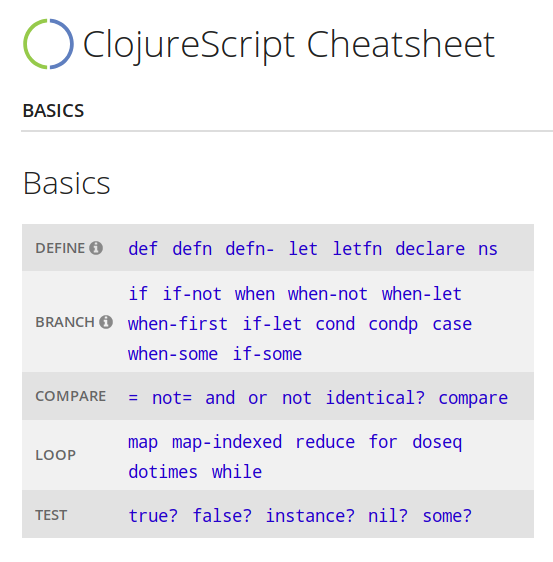 ClojureScript Cheatsheet
BASICS
Basics
DEFINE def defn defn- let letfn declare ns
BRANCH if if-not when when-not when-let
when-first if-let cond condp case
when-some if-some
COMPARE = not= and or not identical? compare
LOOP map map-indexed reduce for doseq
dotimes while
TEST true? false? instance? nil? some?